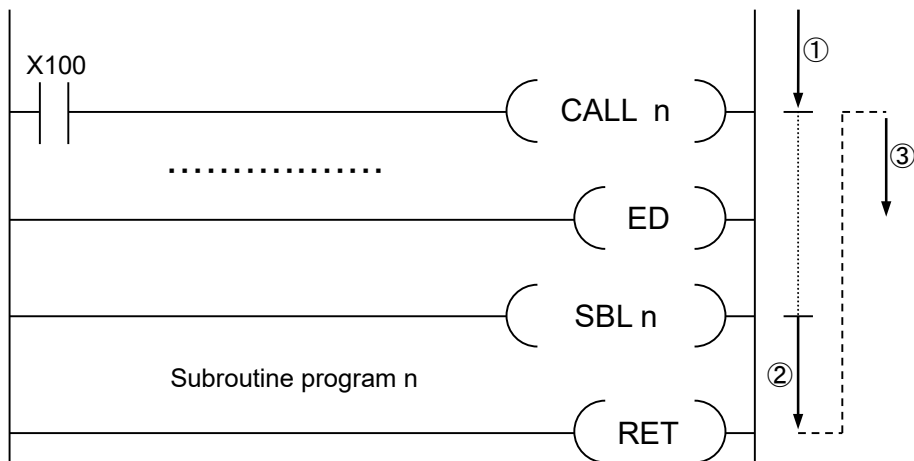 ①
X100
CALL n
③
ED
SBL n
②
Subroutine program n
RET